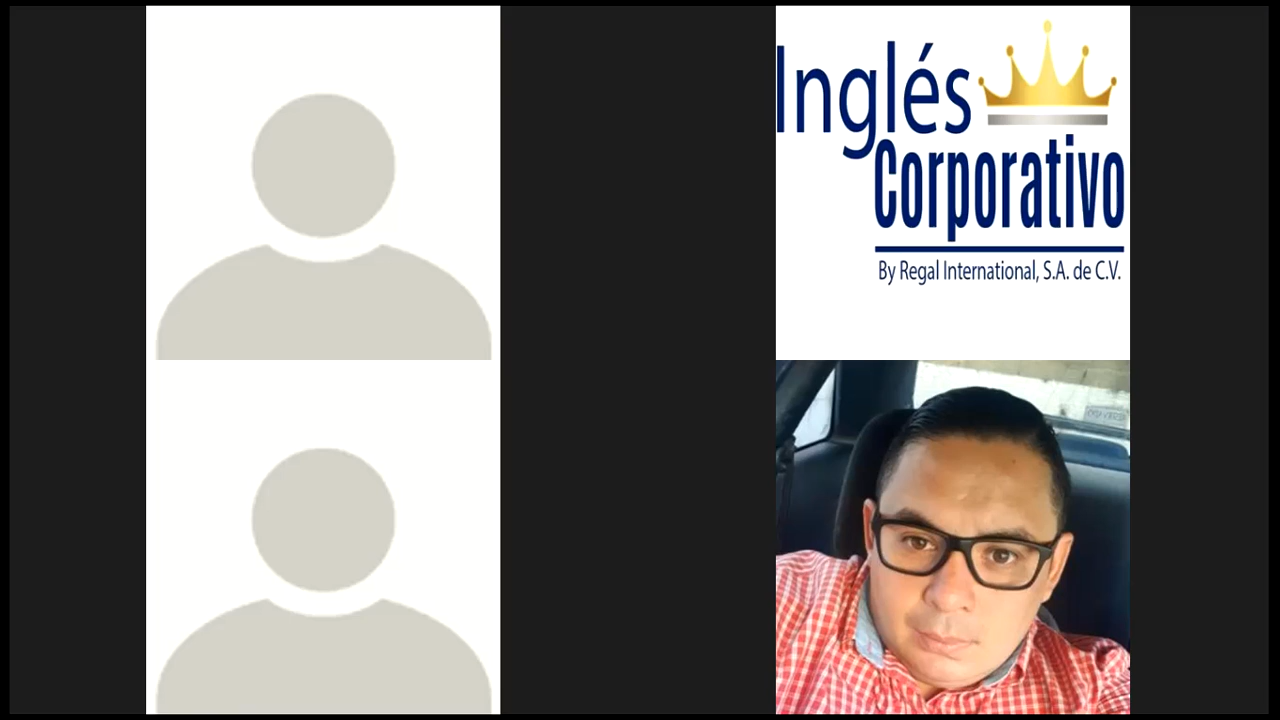 Inglés
Corporativo
By Regal International, S.A. de C.V.